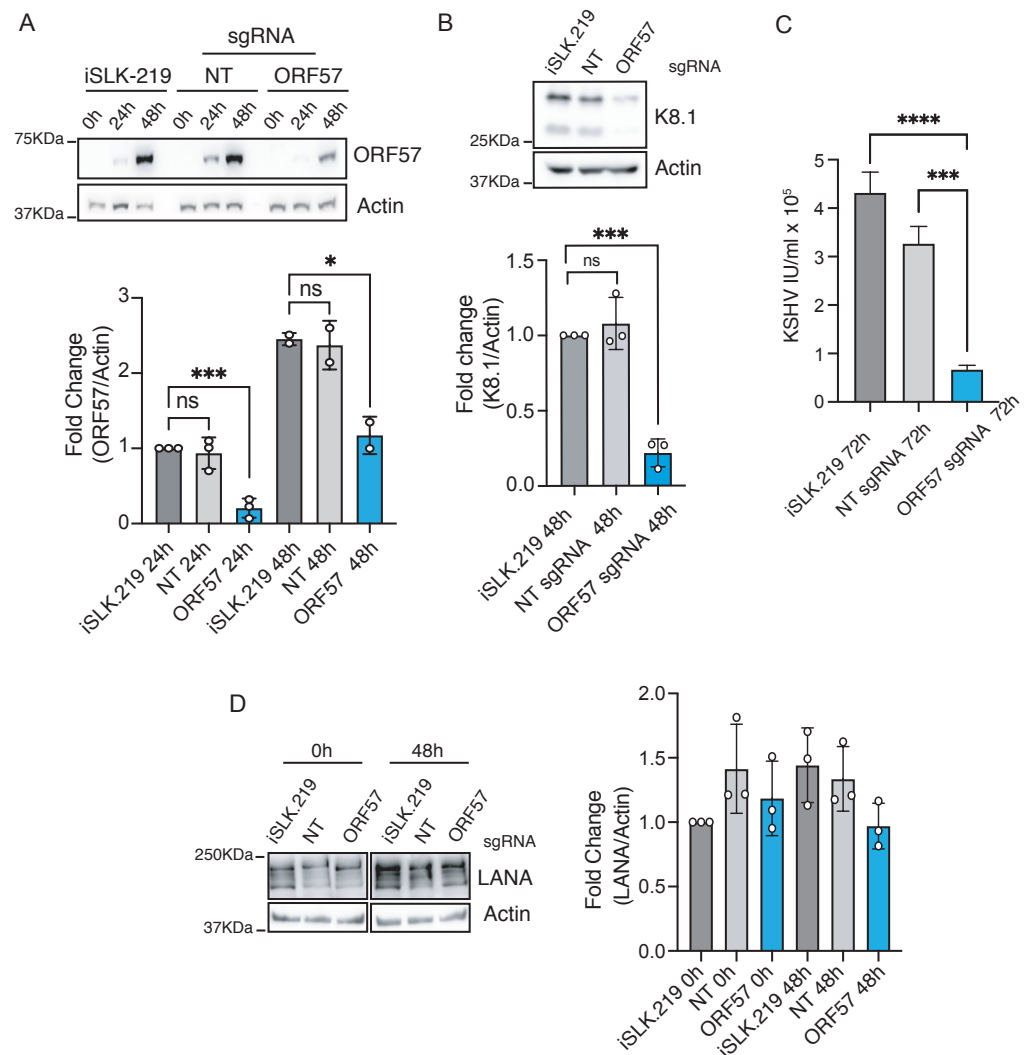 A
sgRNA
iSLK-219 NT ORF57
0h 24h 48h 0h 24h 48h 0h 24h 48h
75KDa
ORF57
Actin
37KDa
Fold Change
(ORF57/Actin)
3
2
1
0
***
ns
*
ns
iSLK.219 24h
NT 24h
ORF57 24h
iSLK.219 48h
NT 48h
ORF57 48h
B
iSLK.219 NT ORF57 sgRNA
K8.1
25KDa
Actin
37KDa
Fold change
(K8.1/Actin)
1.5
1.0
0.5
0.0
***
ns
iSLK.219 48h
NT sgRNA 48h
ORF57 sgRNA 48h
C
KSHV IU/ml x 10⁵
5
4
3
2
1
0
****
***
iSLK.219 72h
NT sgRNA 72h
ORF57 sgRNA 72h
D
0h 48h
iSLK.219 NT ORF57 iSLK.219 NT ORF57 sgRNA
250KDa
LANA
Actin
37KDa
Fold Change
(LANA/Actin)
2.0
1.5
1.0
0.5
0.0
iSLK.219 0h
NT 0h
ORF57 0h
iSLK.219 48h
NT 48h
ORF57 48h